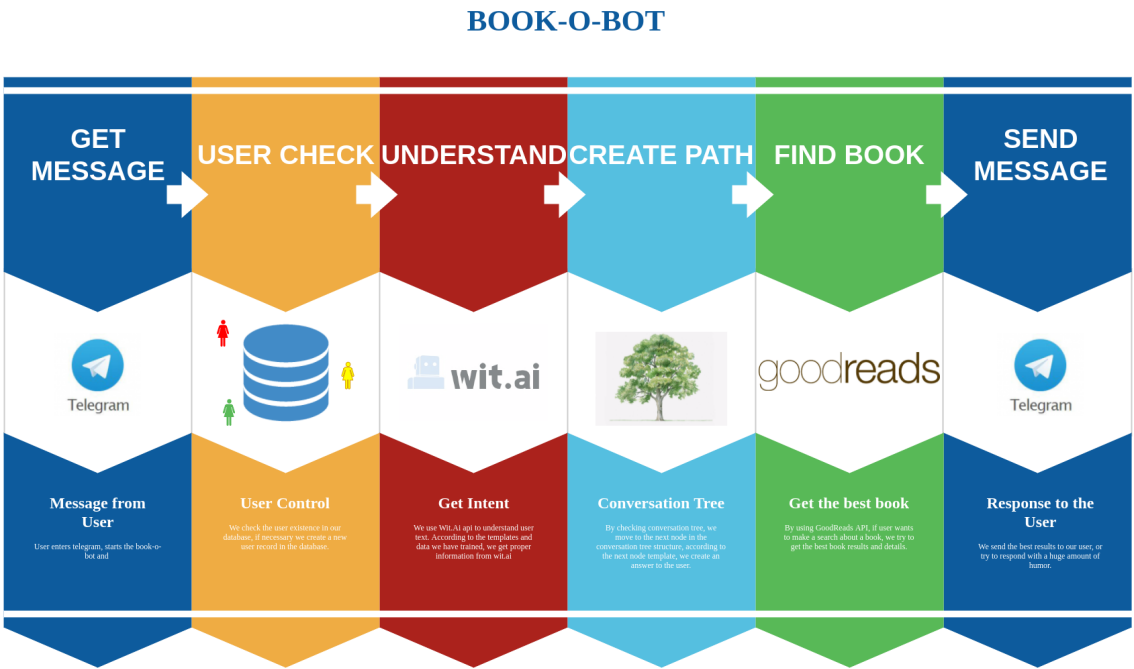 BOOK-O-BOT
GET
MESSAGE
USER CHECK
UNDERSTAND
CREATE PATH
FIND BOOK
SEND
MESSAGE
Telegram
wit.ai
goodreads
Telegram
Message from
User
User enters telegram, starts the book-o-
bot and
User Control
We check the user existence in our
database, if necessary we create a new
user record in the database.
Get Intent
We use Wit.AI api to understand user
text. According to the templates and
data we have trained, we get proper
information from wit.ai
Conversation Tree
By checking conversation tree, we
move to the next node in the
conversation tree structure, according to
the next node template, we create an
answer to the user.
Get the best book
By using GoodReads API, if user wants
to make a search about a book, we try to
get the best book results and details.
Response to the
User
We send the best results to our user, or
try to respond with a huge amount of
humor.